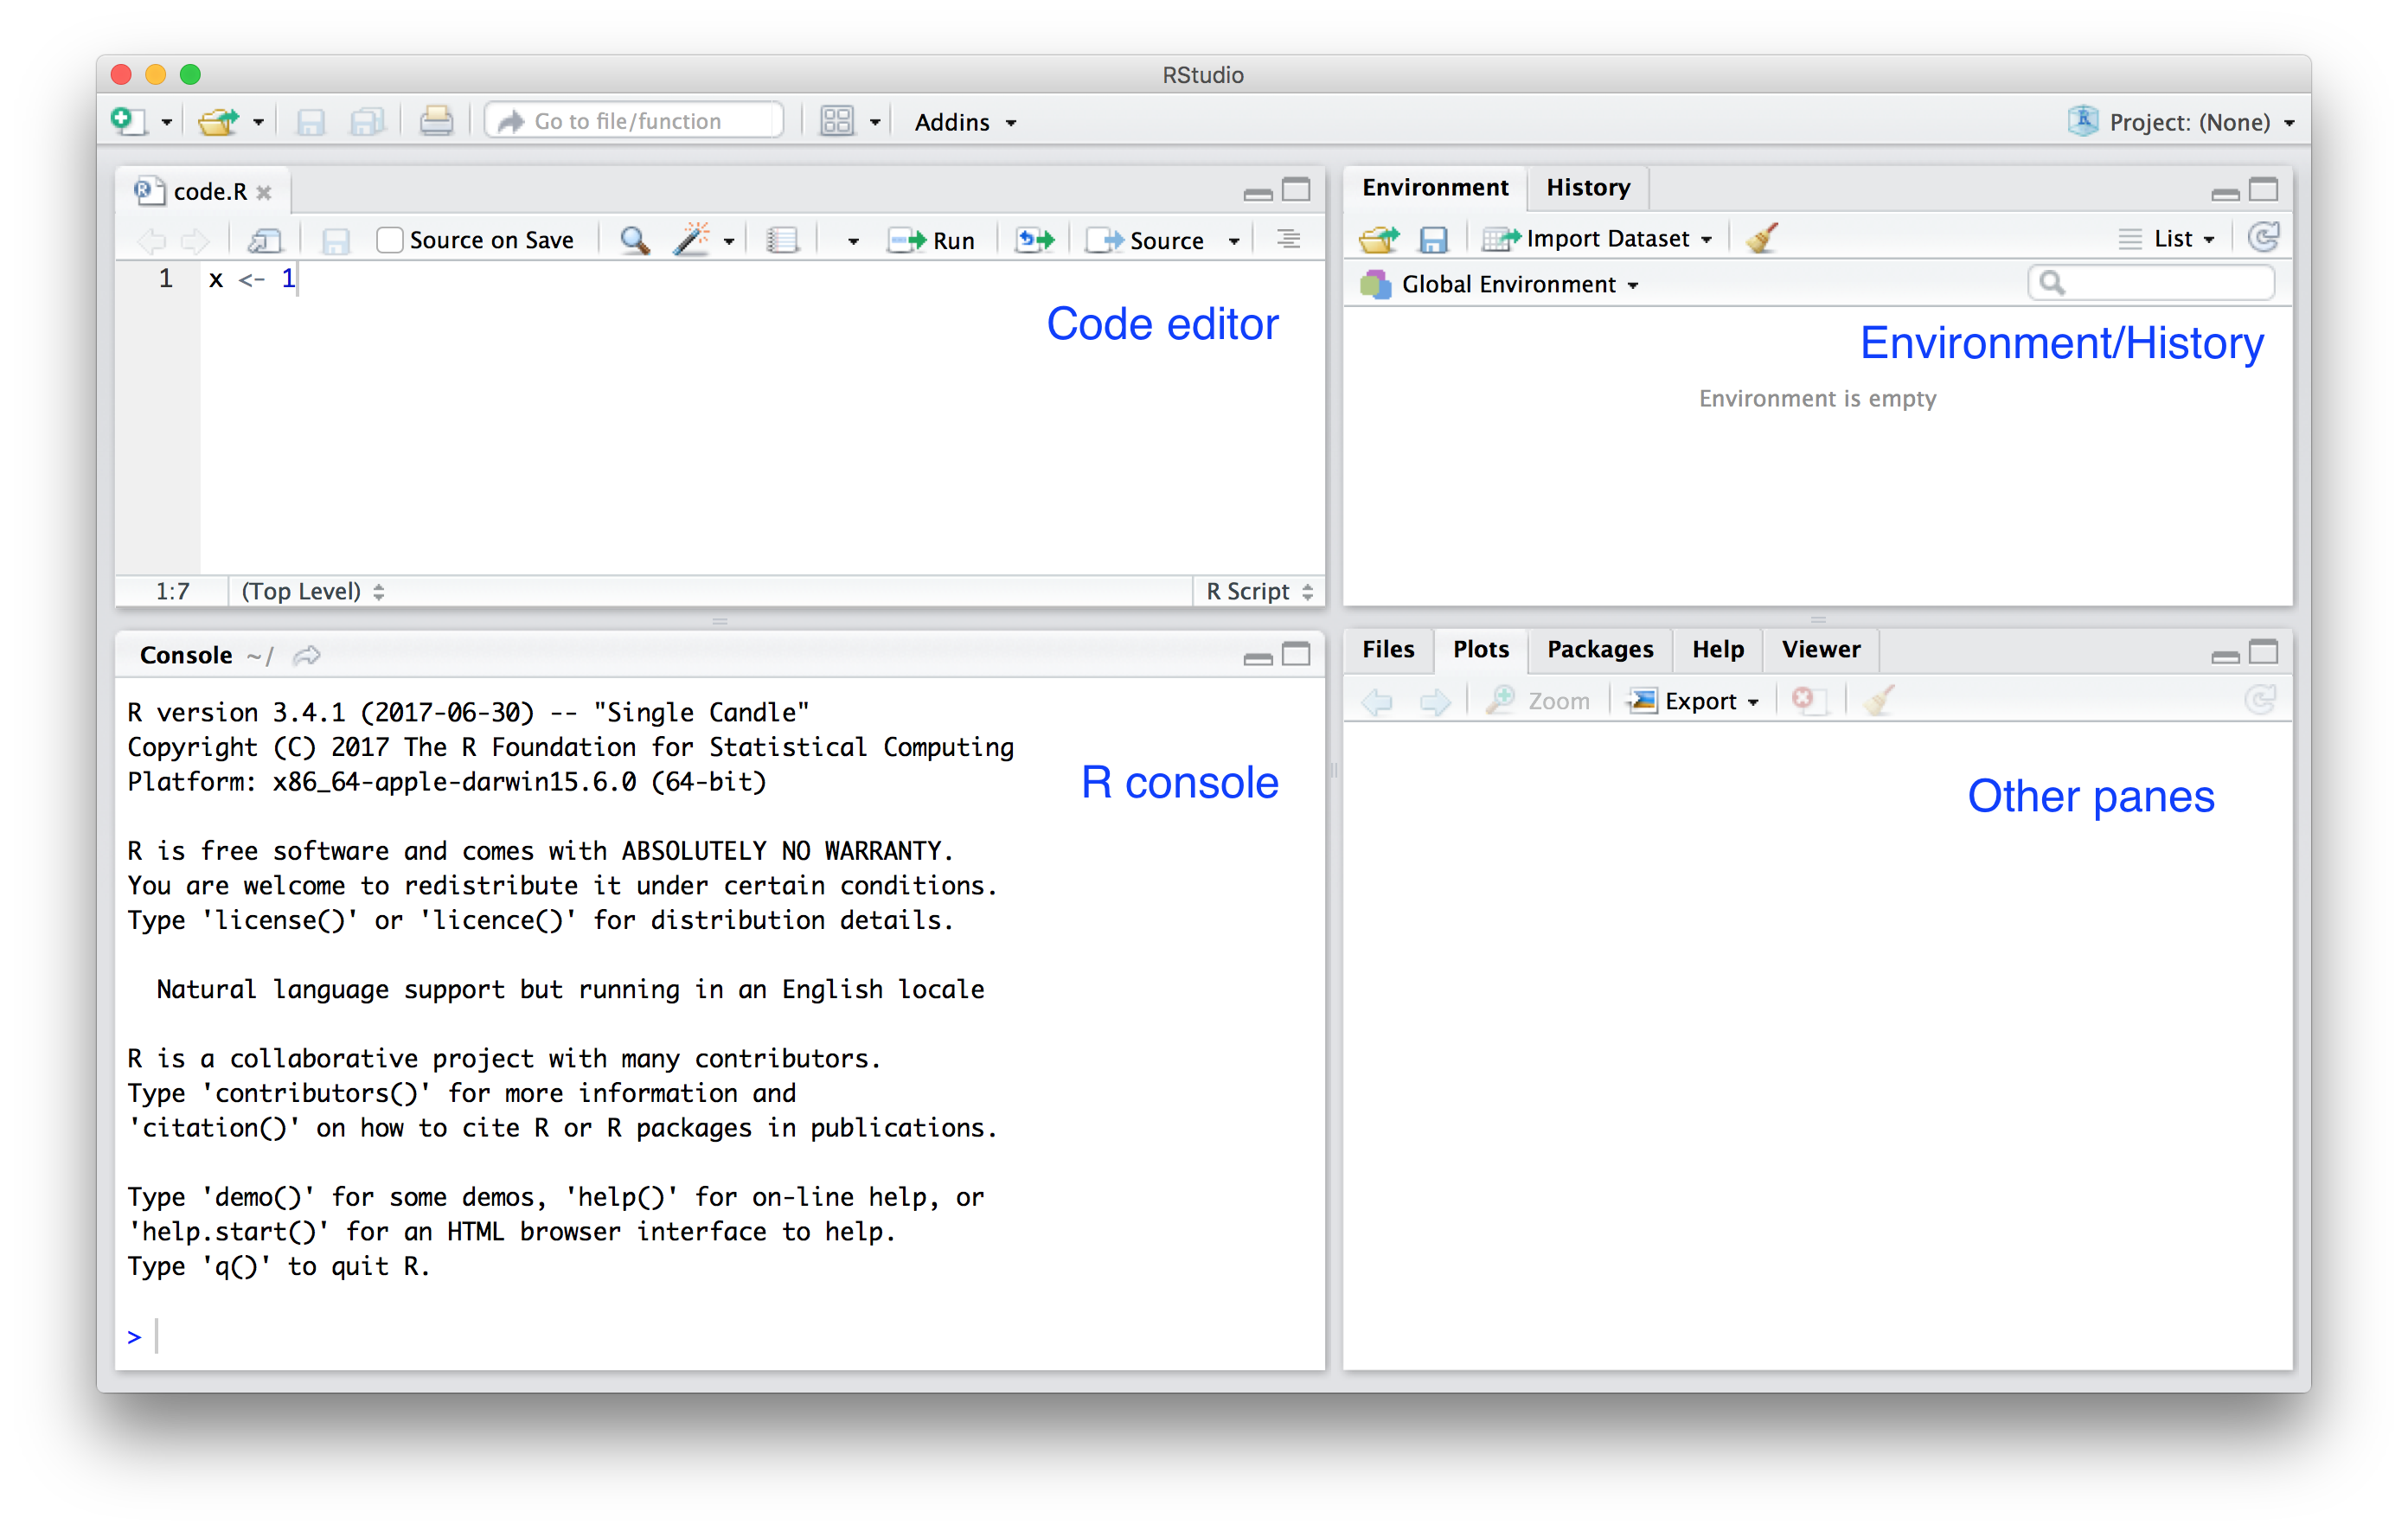 RStudio
Go to file/function
Addins
Project: (None)
code.R
Source on Save
Run
Source
1 x <- 1
Code editor
1:7 (Top Level) R Script
Environment History
Import Dataset
List
Global Environment
Environment/History
Environment is empty
Console ~/
R version 3.4.1 (2017-06-30) -- "Single Candle"
Copyright (C) 2017 The R Foundation for Statistical Computing
Platform: x86_64-apple-darwin15.6.0 (64-bit)
R console
R is free software and comes with ABSOLUTELY NO WARRANTY.
You are welcome to redistribute it under certain conditions.
Type 'license()' or 'licence()' for distribution details.
Natural language support but running in an English locale
R is a collaborative project with many contributors.
Type 'contributors()' for more information and
'citation()' on how to cite R or R packages in publications.
Type 'demo()' for some demos, 'help()' for on-line help, or
'help.start()' for an HTML browser interface to help.
Type 'q()' to quit R.
>
Files Plots Packages Help Viewer
Zoom Export
Other panes